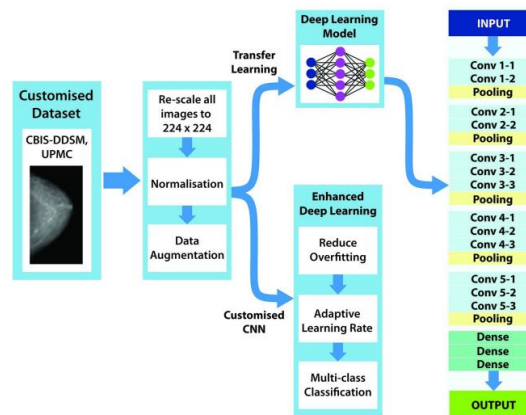 Customised
Dataset
CBIS-DDSM,
UPMC
Re-scale all
images to
224 x 224
Normalisation
Data
Augmentation
Transfer
Learning
Customised
CNN
Deep Learning
Model
Enhanced
Deep Learning
Reduce
Overfitting
Adaptive
Learning Rate
Multi-class
Classification
INPUT
Conv 1-1
Conv 1-2
Pooling
Conv 2-1
Conv 2-2
Pooling
Conv 3-1
Conv 3-2
Conv 3-3
Pooling
Conv 4-1
Conv 4-2
Conv 4-3
Pooling
Conv 5-1
Conv 5-2
Conv 5-3
Pooling
Dense
Dense
Dense
OUTPUT